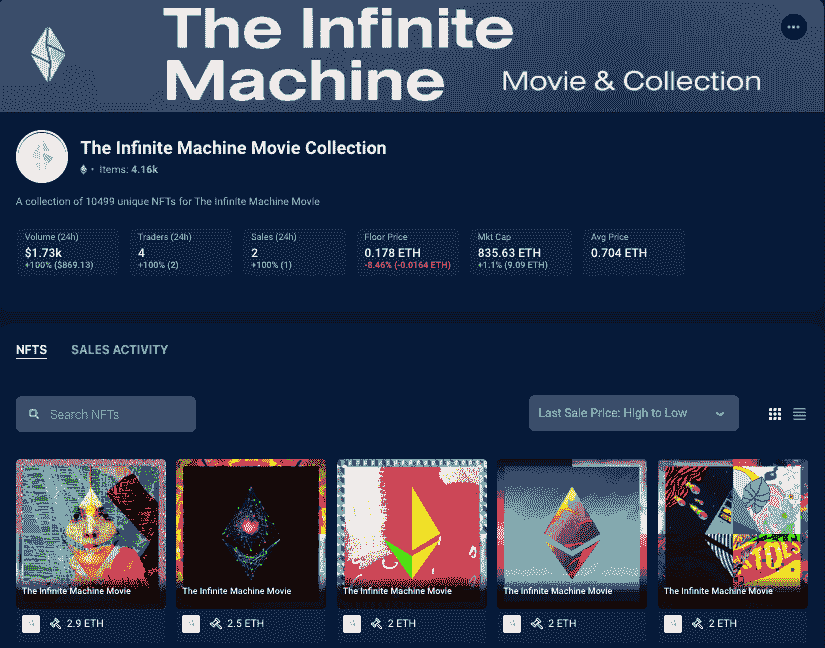 The Infinite
Machine
Movie & Collection
The Infinite Machine Movie Collection
Items: 4.16k
A collection of 10499 unique NFTs for The Infinite Machine Movie
Volume (24h) Traders (24h) Sales (24h) Floor Price Mkt Cap Avg Price
$1.73k 4 2 0.178 ETH 835.63 ETH 0.704 ETH
+100% ($869.13) +100% (2) +100% (1) -8.46% (-0.0164 ETH) +1.1% (9.09 ETH)
NFTS SALES ACTIVITY
Search NFTs Last Sale Price: High to Low
The Infinite Machine Movie The Infinite Machine Movie The Infinite Machine Movie The Infinite Machine Movie The Infinite Machine Movie
2.9 ETH 2.5 ETH 2 ETH 2 ETH 2 ETH